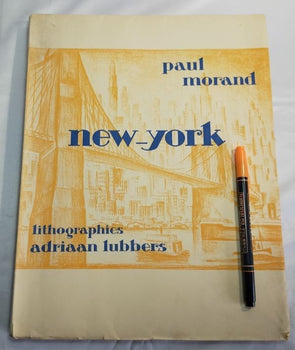 paul
morand
new-york
lithographies
adriaan lubbers